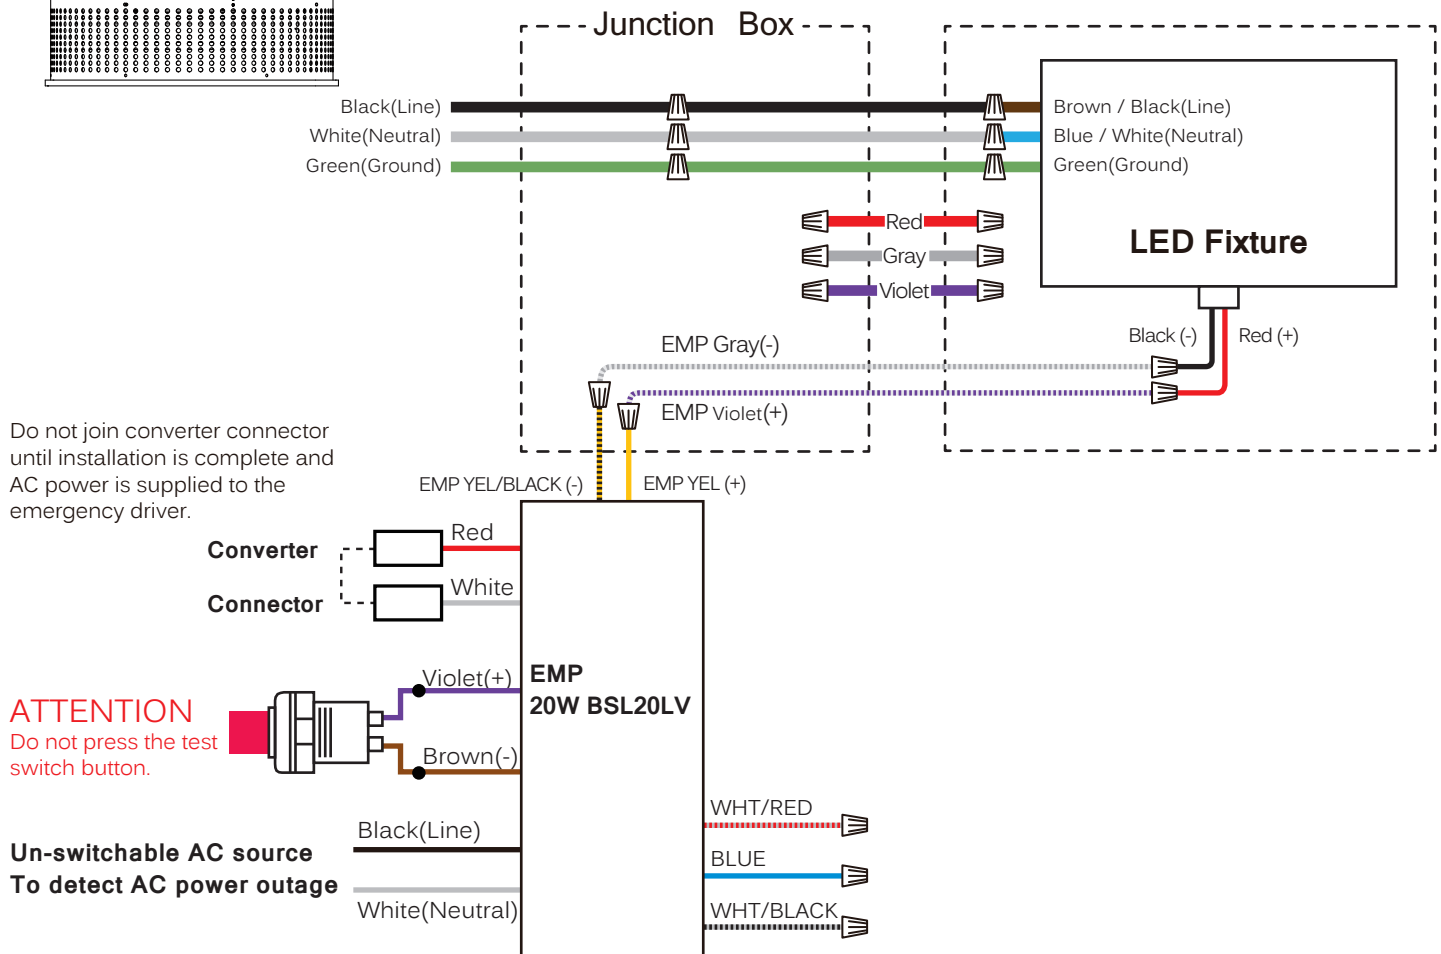 Junction Box
Black(Line)
White(Neutral)
Green(Ground)
Brown / Black(Line)
Blue / White(Neutral)
Green(Ground)
LED Fixture
Red
Gray
Violet
Black (-)
Red (+)
EMP Gray(-)
EMP Violet(+)
Do not join converter connector
until installation is complete and
AC power is supplied to the
emergency driver.
EMP YEL/BLACK (-)
EMP YEL (+)
Converter
Red
Connector
White
Violet(+)
EMP
20W BSL20LV
ATTENTION
Do not press the test
switch button.
Brown(-)
Black(Line)
Un-switchable AC source
To detect AC power outage
White(Neutral)
WHT/RED
BLUE
WHT/BLACK